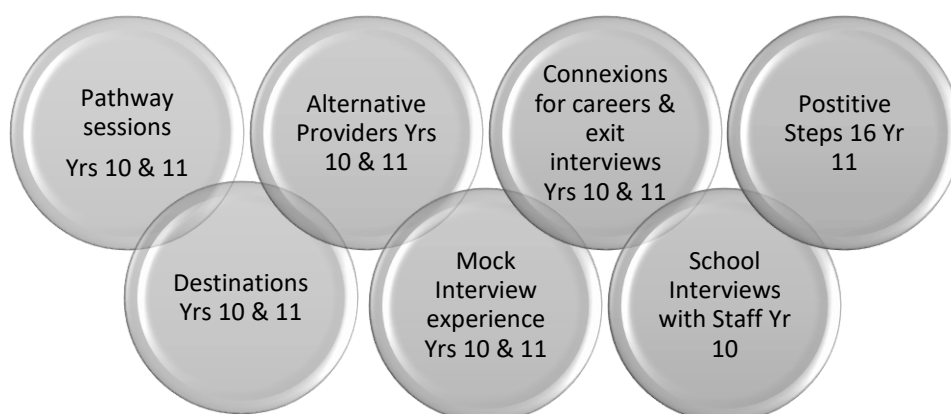 Pathway
sessions
Yrs 10 & 11
Alternative
Providers Yrs
10 & 11
Connexions
for careers &
exit
interviews
Yrs 10 & 11
Postitive
Steps 16 Yr
11
Destinations
Yrs 10 & 11
Mock
Interview
experience
Yrs 10 & 11
School
Interviews
with Staff Yr
10